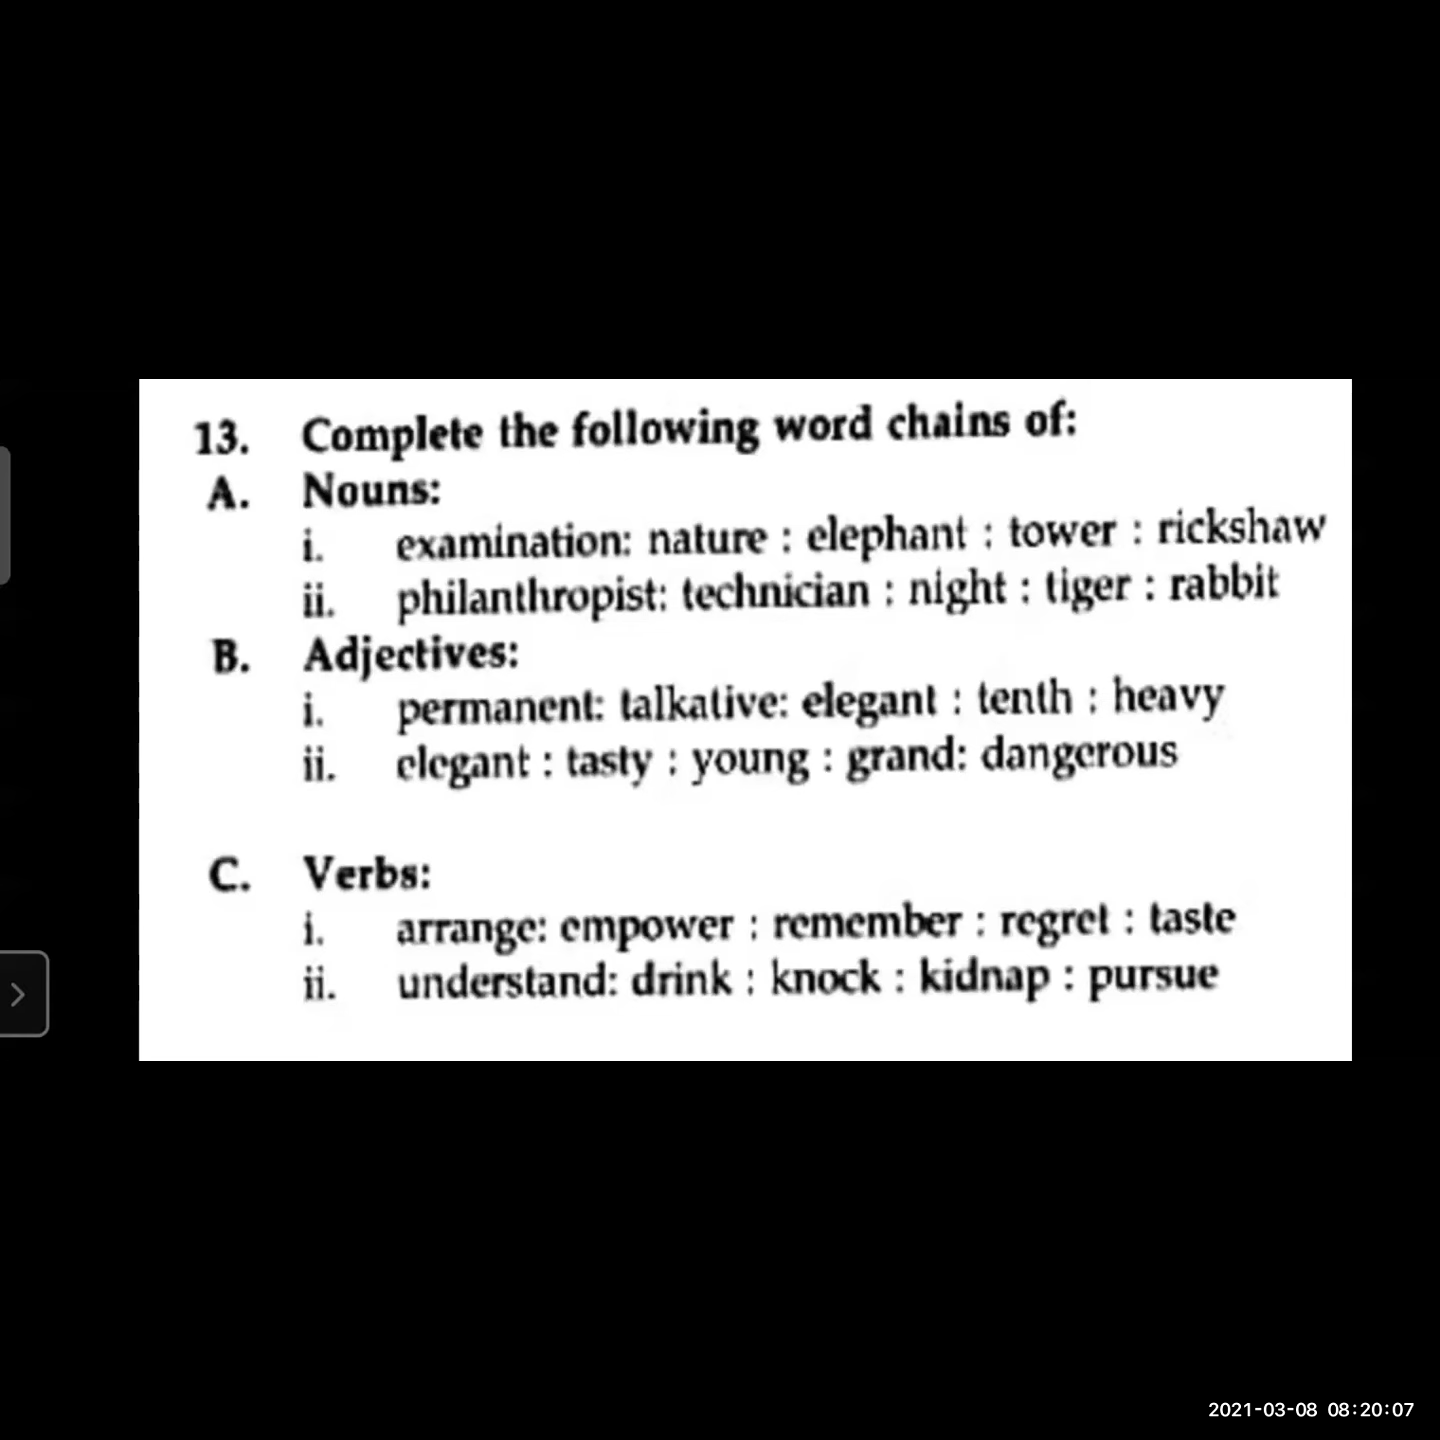 13. Complete the following word chains of:
A. Nouns:
i. examination: nature : elephant : tower : rickshaw
ii. philanthropist: technician : night : tiger : rabbit
B. Adjectives:
i. permanent: talkative: elegant : tenth : heavy
ii. elegant : tasty : young : grand: dangerous
C. Verbs:
i. arrange: empower : remember : regret : taste
ii. understand: drink : knock : kidnap : pursue
2021-03-08 08:20:07